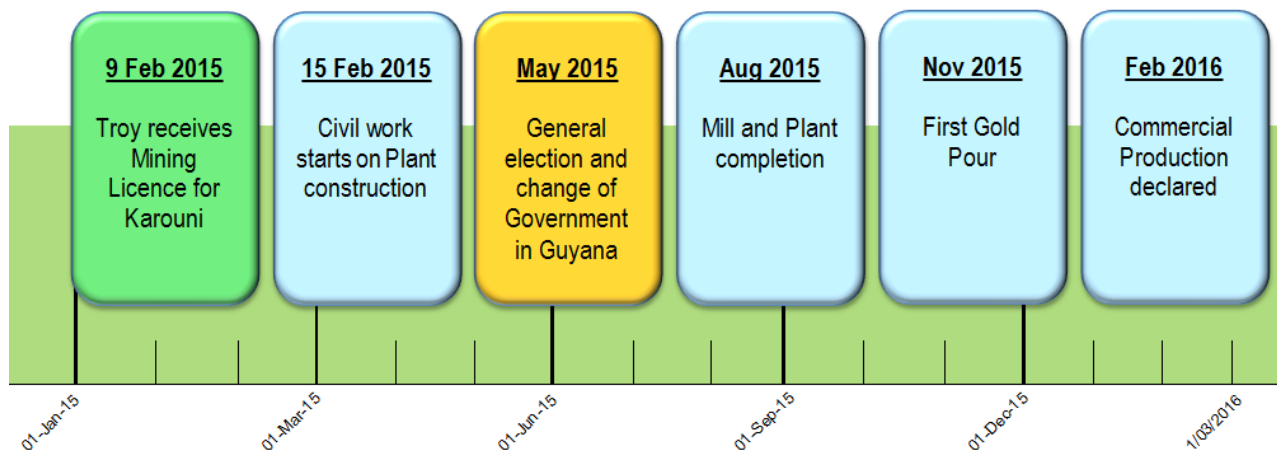 9 Feb 2015
Troy receives
Mining
Licence for
Karouni
15 Feb 2015
Civil work
starts on Plant
construction
May 2015
General
election and
change of
Government
in Guyana
Aug 2015
Mill and Plant
completion
Nov 2015
First Gold
Pour
Feb 2016
Commercial
Production
declared
01-Jan-15
01-Mar-15
01-Jun-15
01-Sep-15
01-Dec-15
1/03/2016